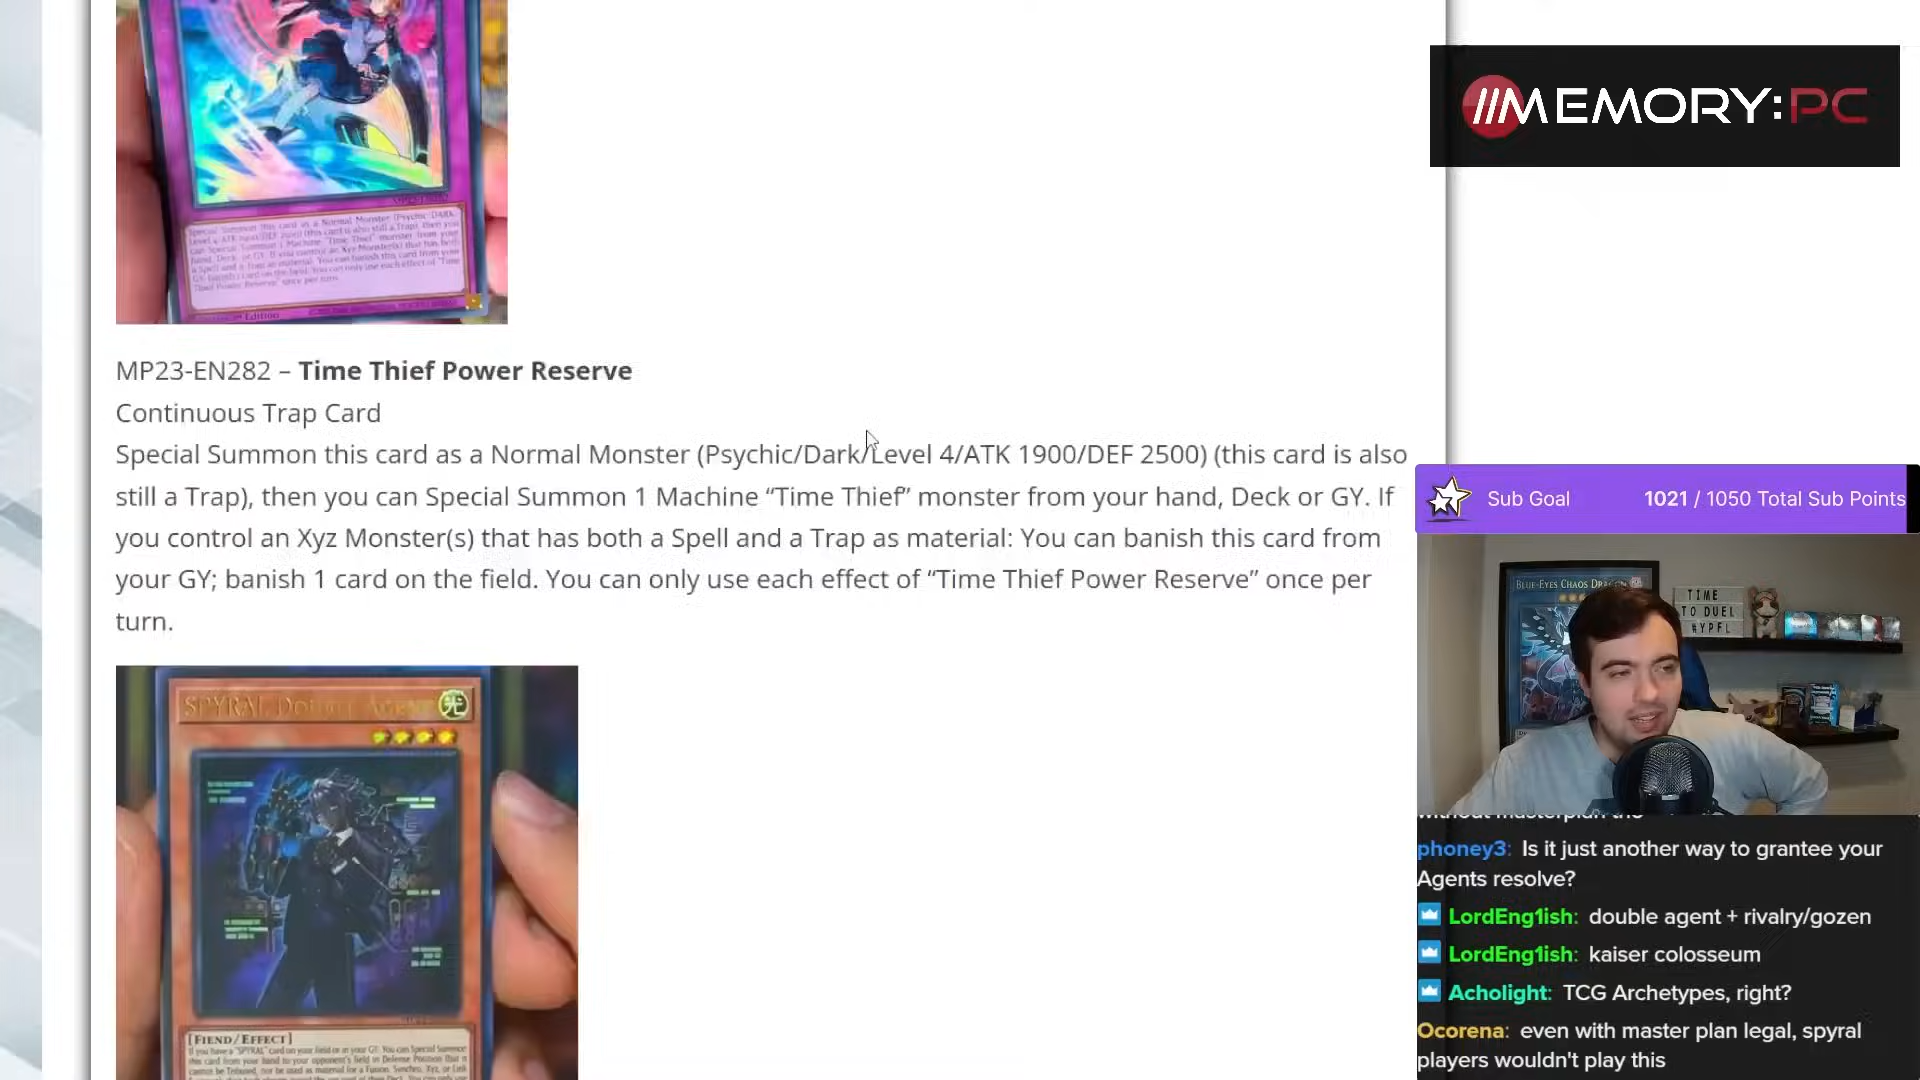 MEMORY:PC
MP23-EN282 – Time Thief Power Reserve
Continuous Trap Card
Special Summon this card as a Normal Monster (Psychic/Dark/Level 4/ATK 1900/DEF 2500) (this card is also
still a Trap), then you can Special Summon 1 Machine “Time Thief” monster from your hand, Deck or GY. If
you control an Xyz Monster(s) that has both a Spell and a Trap as material: You can banish this card from
your GY; banish 1 card on the field. You can only use each effect of “Time Thief Power Reserve” once per
turn.
SPYRAL
[FIEND/EFFECT]
Sub Goal 1021 / 1050 Total Sub Points
BLUE-EYES CHAOS DRAGON
TIME
TO DUEL
#YPFL
phoney3: Is it just another way to grantee your
Agents resolve?
LordEng1ish: double agent + rivalry/gozen
LordEng1ish: kaiser colosseum
Acholight: TCG Archetypes, right?
Ocorena: even with master plan legal, spyral
players wouldn't play this